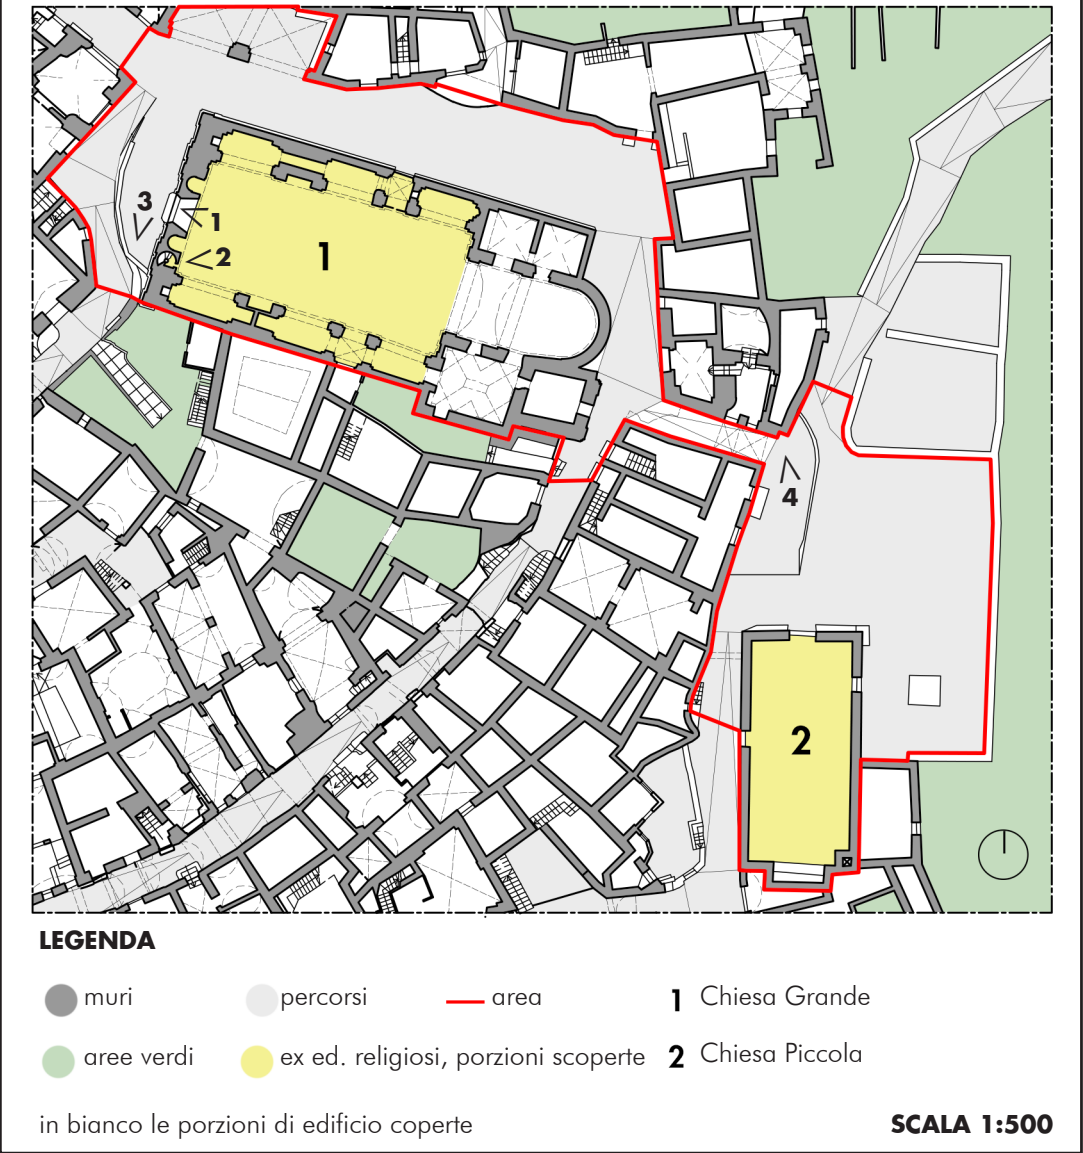 3
1
2
1
4
2
LEGENDA
muri
percorsi
area
1 Chiesa Grande
aree verdi
ex ed. religiosi, porzioni scoperte
2 Chiesa Piccola
in bianco le porzioni di edificio coperte
SCALA 1:500